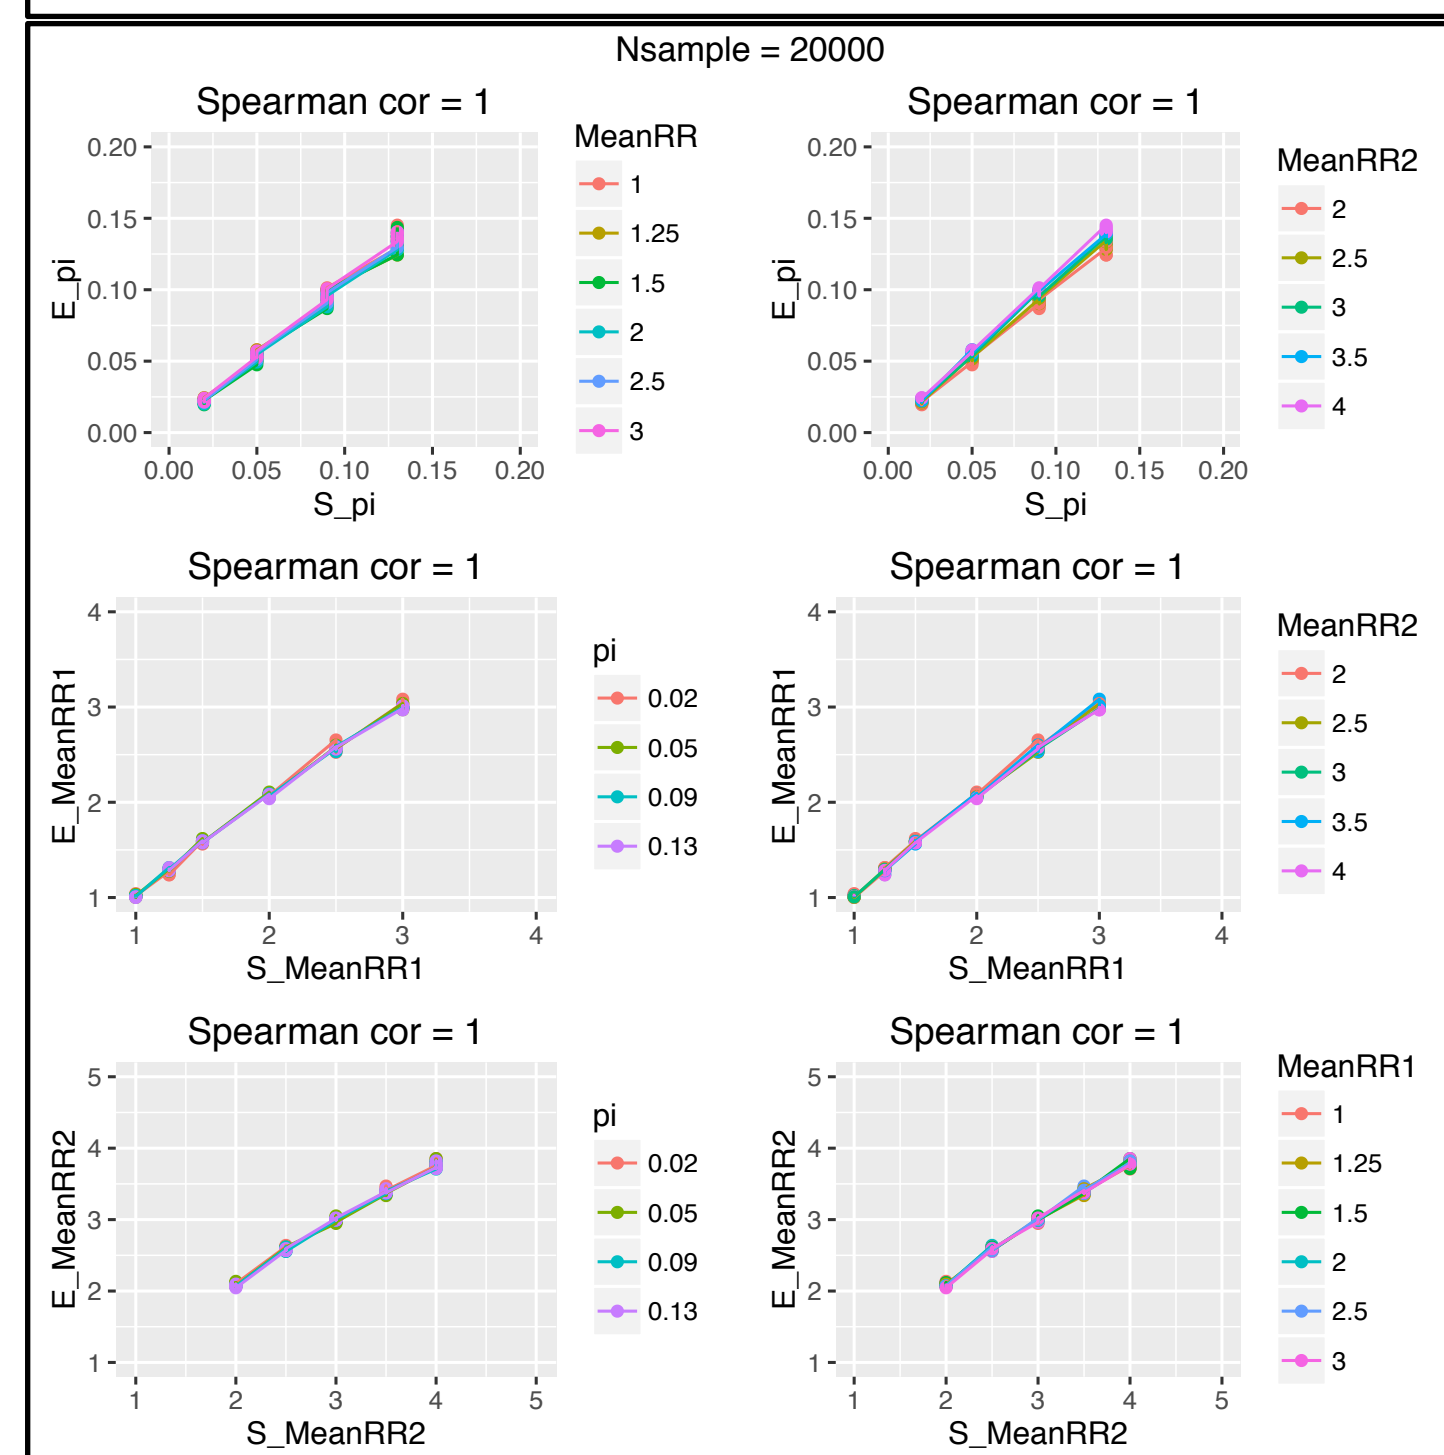 Nsample = 20000
Spearman cor = 1
E_pi
0.20
0.15
0.10
0.05
0.00
0.00 0.05 0.10 0.15 0.20
S_pi
MeanRR
1
1.25
1.5
2
2.5
3
Spearman cor = 1
E_pi
0.20
0.15
0.10
0.05
0.00
0.00 0.05 0.10 0.15 0.20
S_pi
MeanRR2
2
2.5
3
3.5
4
Spearman cor = 1
E_MeanRR1
4
3
2
1
1 2 3 4
S_MeanRR1
pi
0.02
0.05
0.09
0.13
Spearman cor = 1
E_MeanRR1
4
3
2
1
1 2 3 4
S_MeanRR1
MeanRR2
2
2.5
3
3.5
4
Spearman cor = 1
E_MeanRR2
5
4
3
2
1
1 2 3 4 5
S_MeanRR2
pi
0.02
0.05
0.09
0.13
Spearman cor = 1
E_MeanRR2
5
4
3
2
1
1 2 3 4 5
S_MeanRR2
MeanRR1
1
1.25
1.5
2
2.5
3